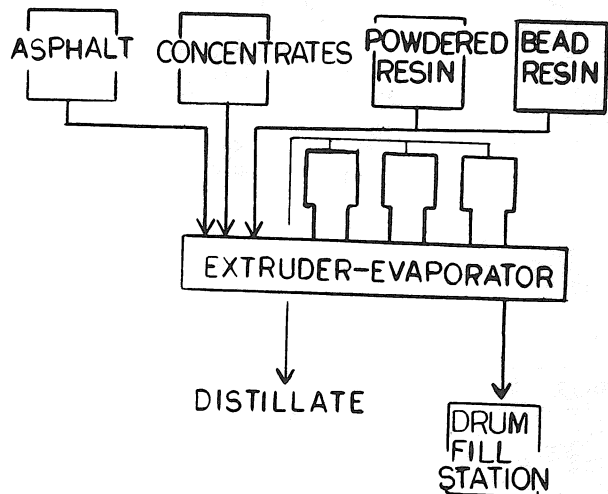 ASPHALT
CONCENTRATES
POWDERED
RESIN
BEAD
RESIN
EXTRUDER-EVAPORATOR
DISTILLATE
DRUM
FILL
STATION